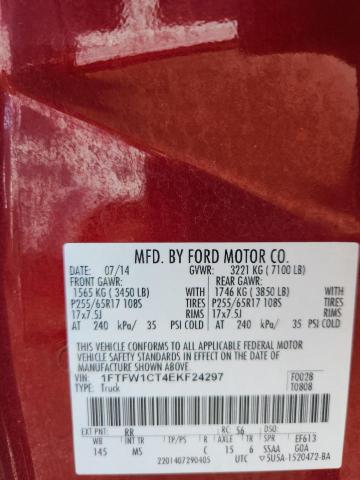 MFD. BY FORD MOTOR CO.
DATE: 07/14 GVWR: 3221 KG ( 7100 LB)
FRONT GAWR: REAR GAWR:
1565 KG ( 3450 LB) 1746 KG ( 3850 LB)
P255/65R17 108S TIRES P255/65R17 108S TIRES
17x7.5J RIMS 17x7.5J RIMS
AT 240 kPa/ 35 PSI COLD AT 240 kPa/ 35 PSI COLD
THIS VEHICLE CONFORMS TO ALL APPLICABLE FEDERAL MOTOR
VEHICLE SAFETY STANDARDS IN EFFECT ON THE DATE OF
MANUFACTURE SHOWN ABOVE.
VIN: 1FTFW1CT4EKF24297 F0028
TYPE: Truck T0808
EXT PNT: RR RC: 56 DSO:
WB INT TR TP/PS R AXLE TR SPR EF613
145 MS C 15 6 SSAA GOA
2201407290405 UTC 5U5A-1520472-BA